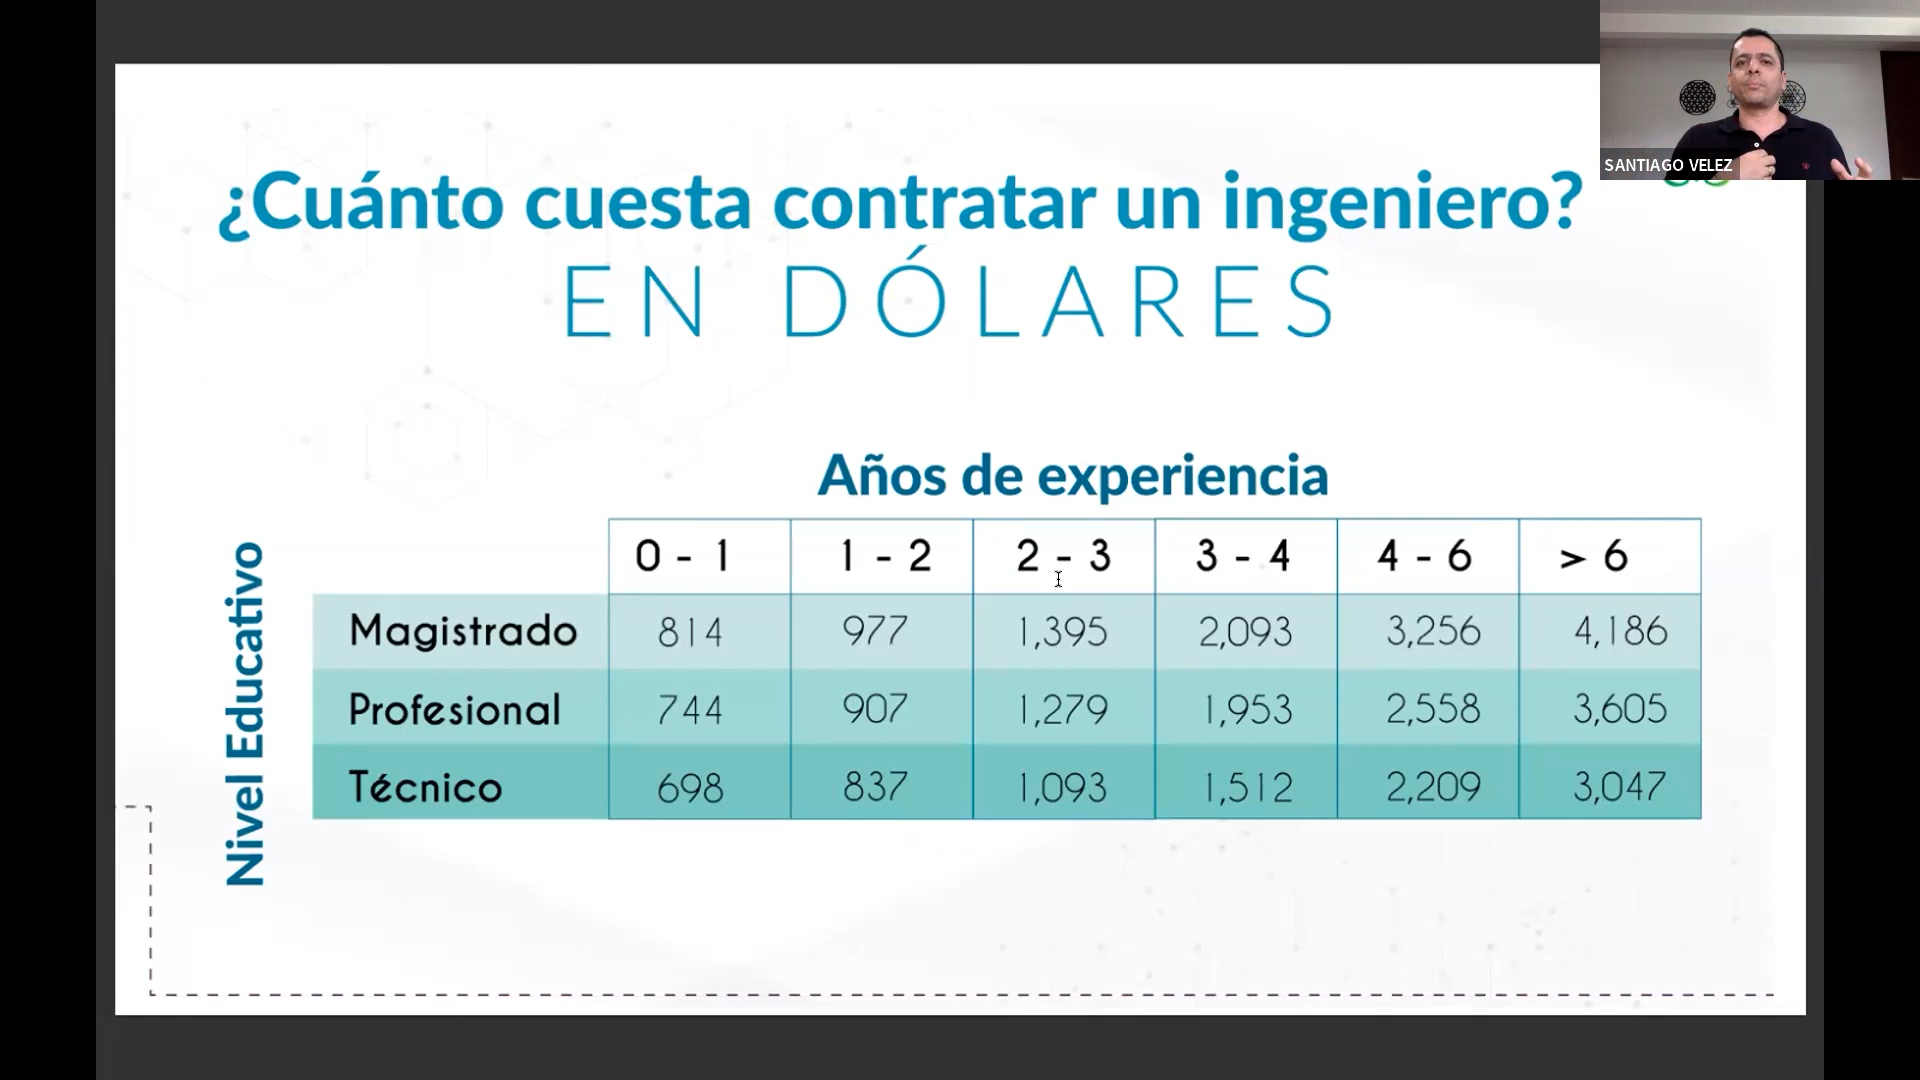 SANTIAGO VELEZ
¿Cuánto cuesta contratar un ingeniero?
EN DÓLARES
Años de experiencia
Nivel Educativo
0 - 1 1 - 2 2 - 3 3 - 4 4 - 6 > 6
Magistrado 814 977 1,395 2,093 3,256 4,186
Profesional 744 907 1,279 1,953 2,558 3,605
Técnico 698 837 1,093 1,512 2,209 3,047